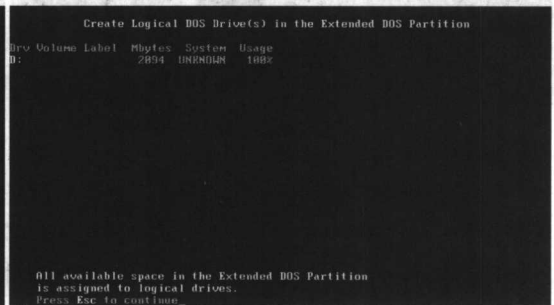 Create Logical DOS Drive(s) in the Extended DOS Partition
Drv Volume Label Mbytes System Usage
D: 2094 UNKNOWN 100%
All available space in the Extended DOS Partition
is assigned to logical drives.
Press Esc to continue_